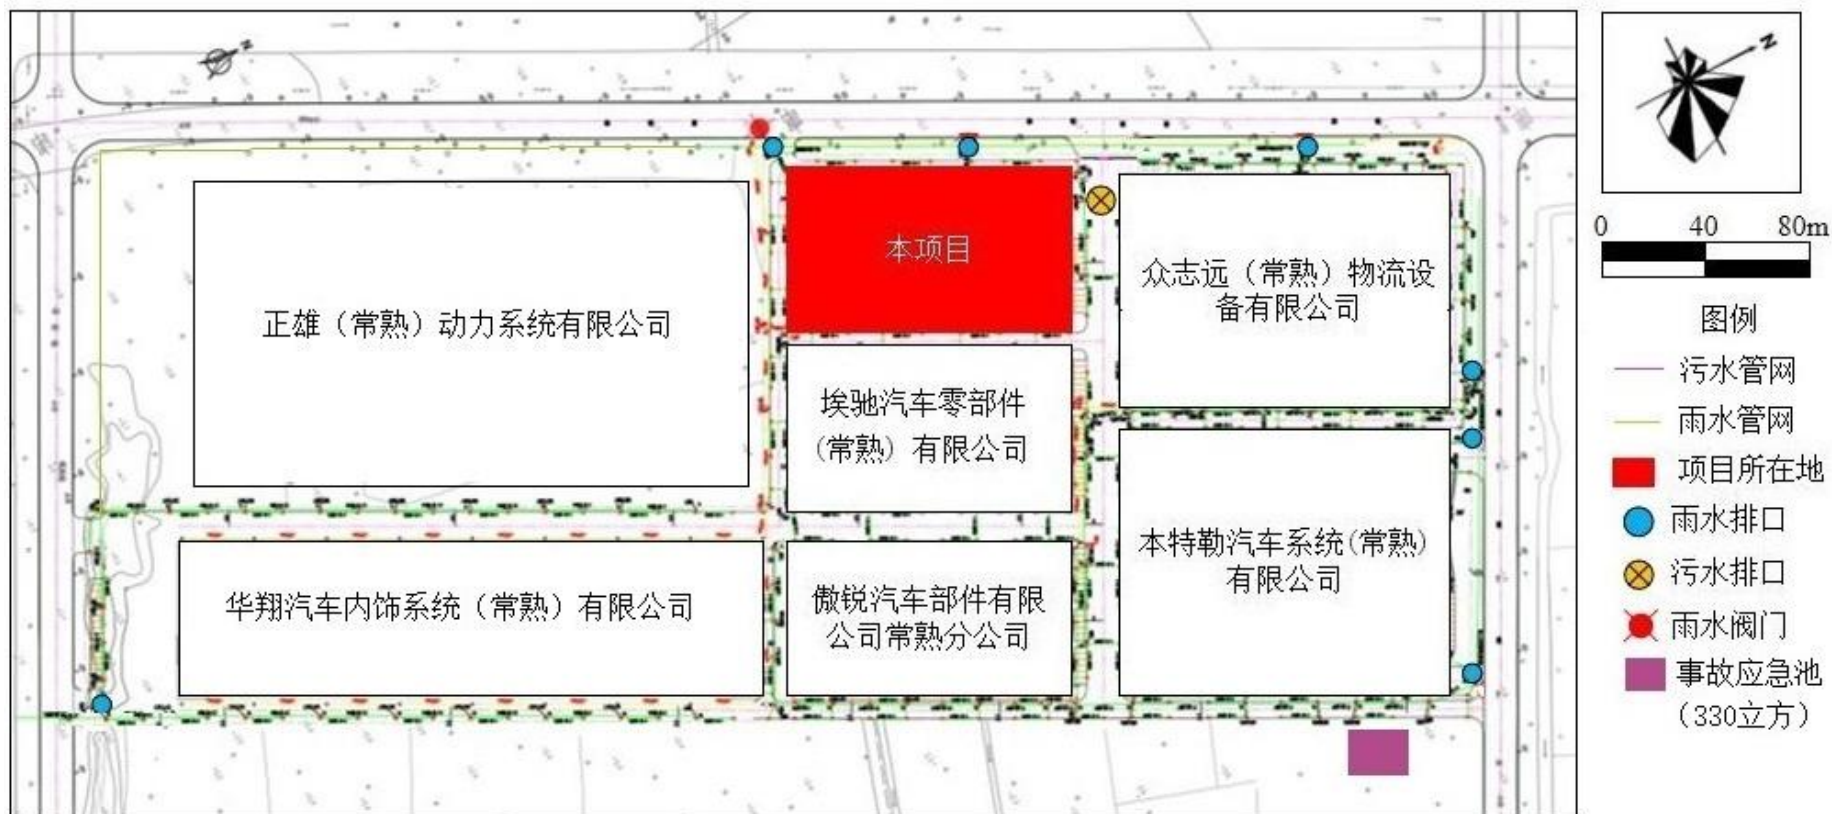 N
N
0 40 80m
本项目
正雄（常熟）动力系统有限公司
众志远（常熟）物流设
备有限公司
埃驰汽车零部件
(常熟）有限公司
本特勒汽车系统(常熟)
有限公司
华翔汽车内饰系统（常熟）有限公司
傲锐汽车部件有限
公司常熟分公司
图例
污水管网
雨水管网
项目所在地
雨水排口
污水排口
雨水阀门
事故应急池
（330立方）